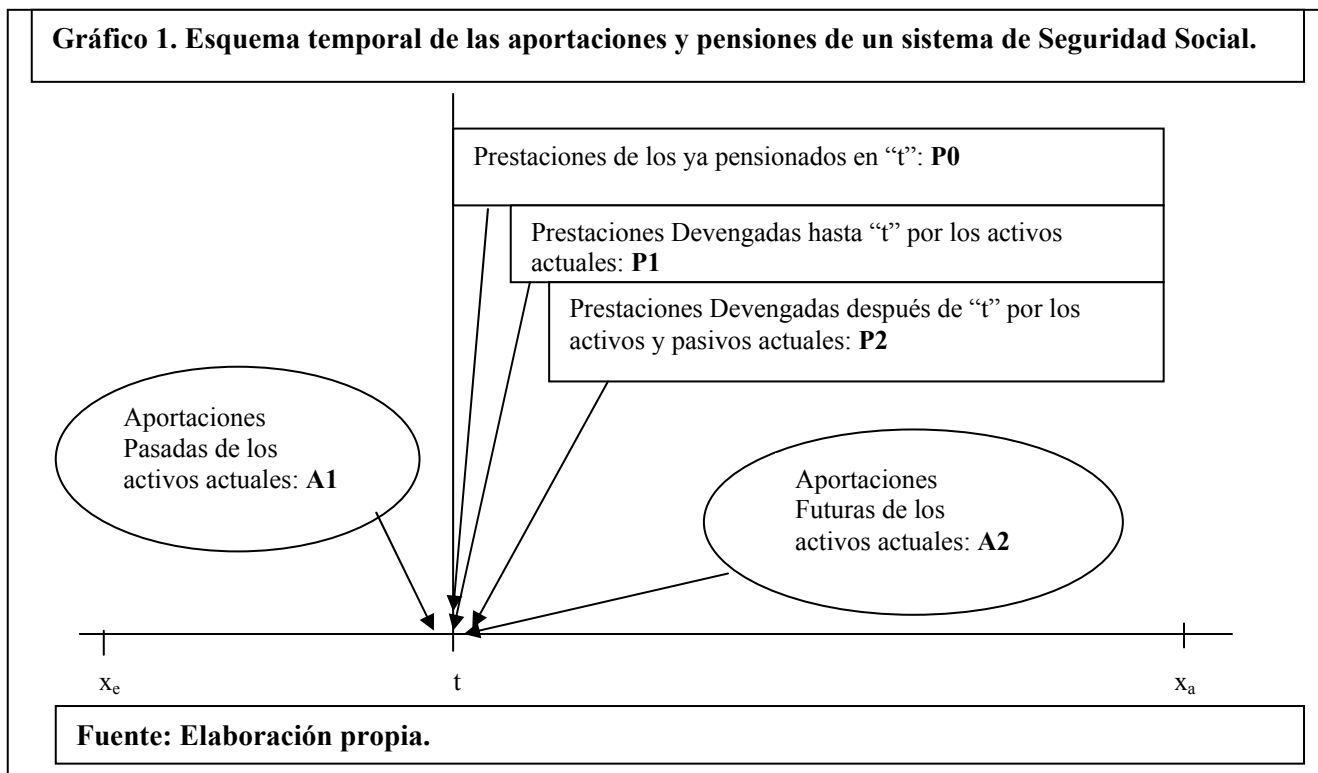 Gráfico 1. Esquema temporal de las aportaciones y pensiones de un sistema de Seguridad Social.
Prestaciones de los ya pensionados en “t”: P0
Prestaciones Devengadas hasta “t” por los activos
actuales: P1
Prestaciones Devengadas después de “t” por los
activos y pasivos actuales: P2
Aportaciones
Pasadas de los
activos actuales: A1
Aportaciones
Futuras de los
activos actuales: A2
xe t xa
Fuente: Elaboración propia.